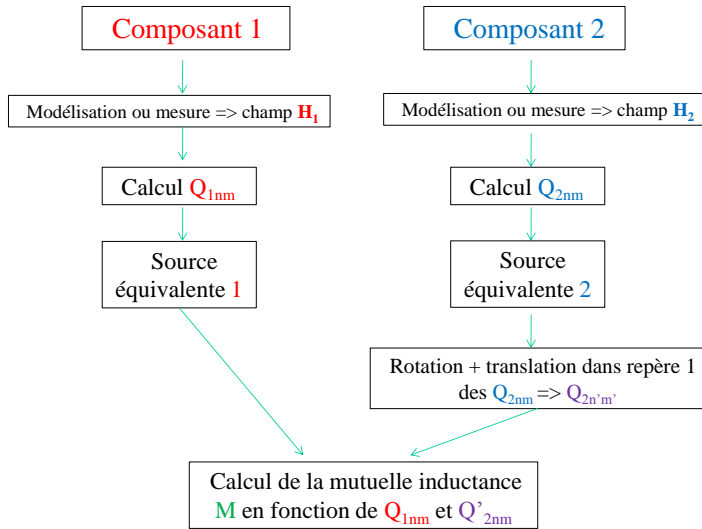 Composant 1
Composant 2
Modélisation ou mesure => champ H₁
Modélisation ou mesure => champ H₂
Calcul Q₁ₙₘ
Calcul Q₂ₙₘ
Source
équivalente 1
Source
équivalente 2
Rotation + translation dans repère 1
des Q₂ₙₘ => Q₂ₙ'ₘ'
Calcul de la mutuelle inductance
M en fonction de Q₁ₙₘ et Q'₂ₙₘ